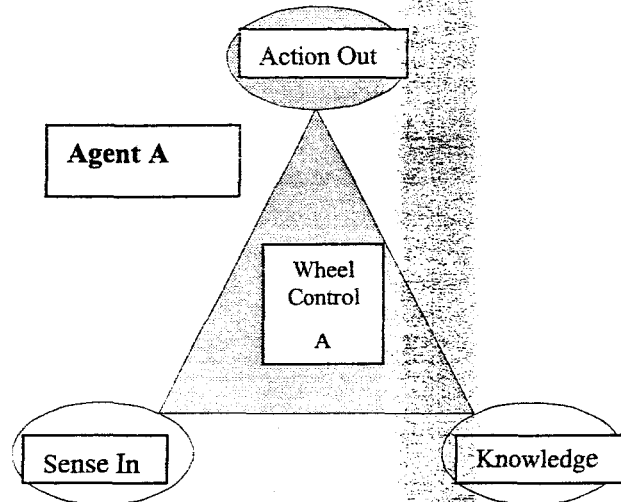 Action Out
Agent A
Wheel
Control
A
Sense In
Knowledge